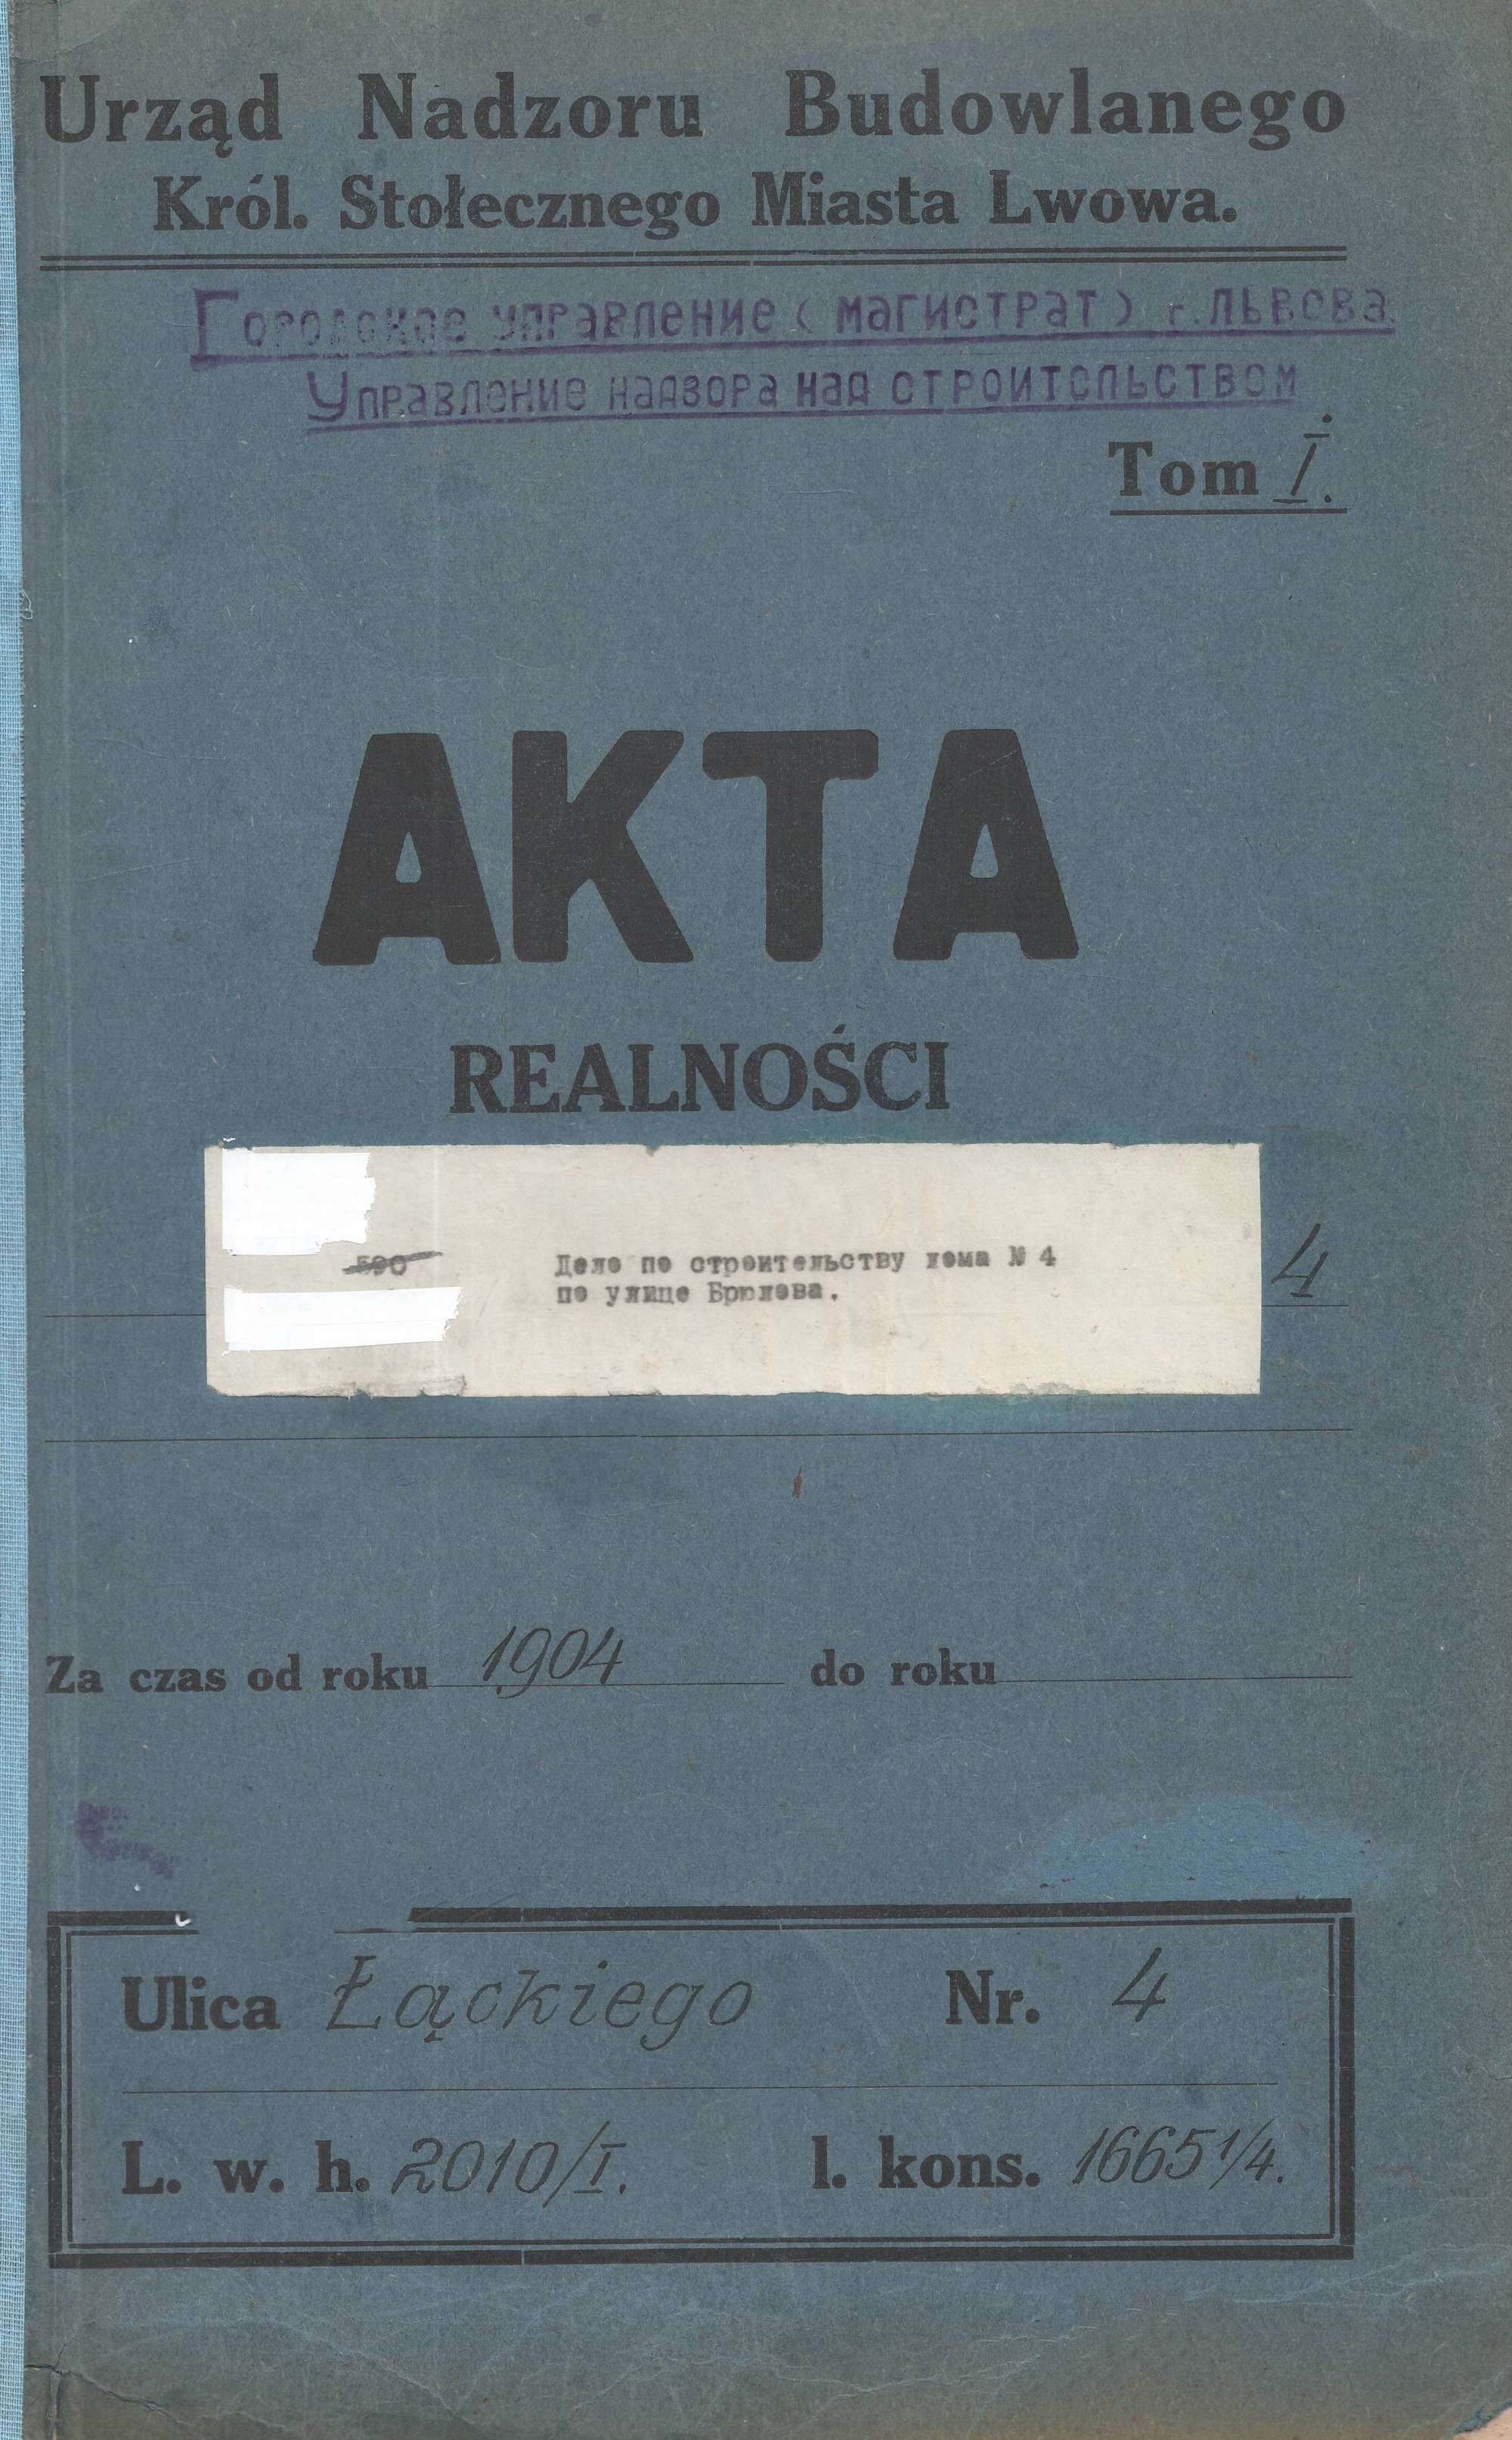 Urząd Nadzoru Budowlanego
Król. Stołecznego Miasta Lwowa.
Городское управление (магистрат) г. Львова
Управление надзора над строительством
Tom I.
AKTA
REALNOŚCI
590 Дело по строительству дома № 4
по улице Брюлова.
4
Za czas od roku 1904 do roku
Ulica Łąckiego Nr. 4
L. w. h. 2010/I. l. kons. 1665 1/4.